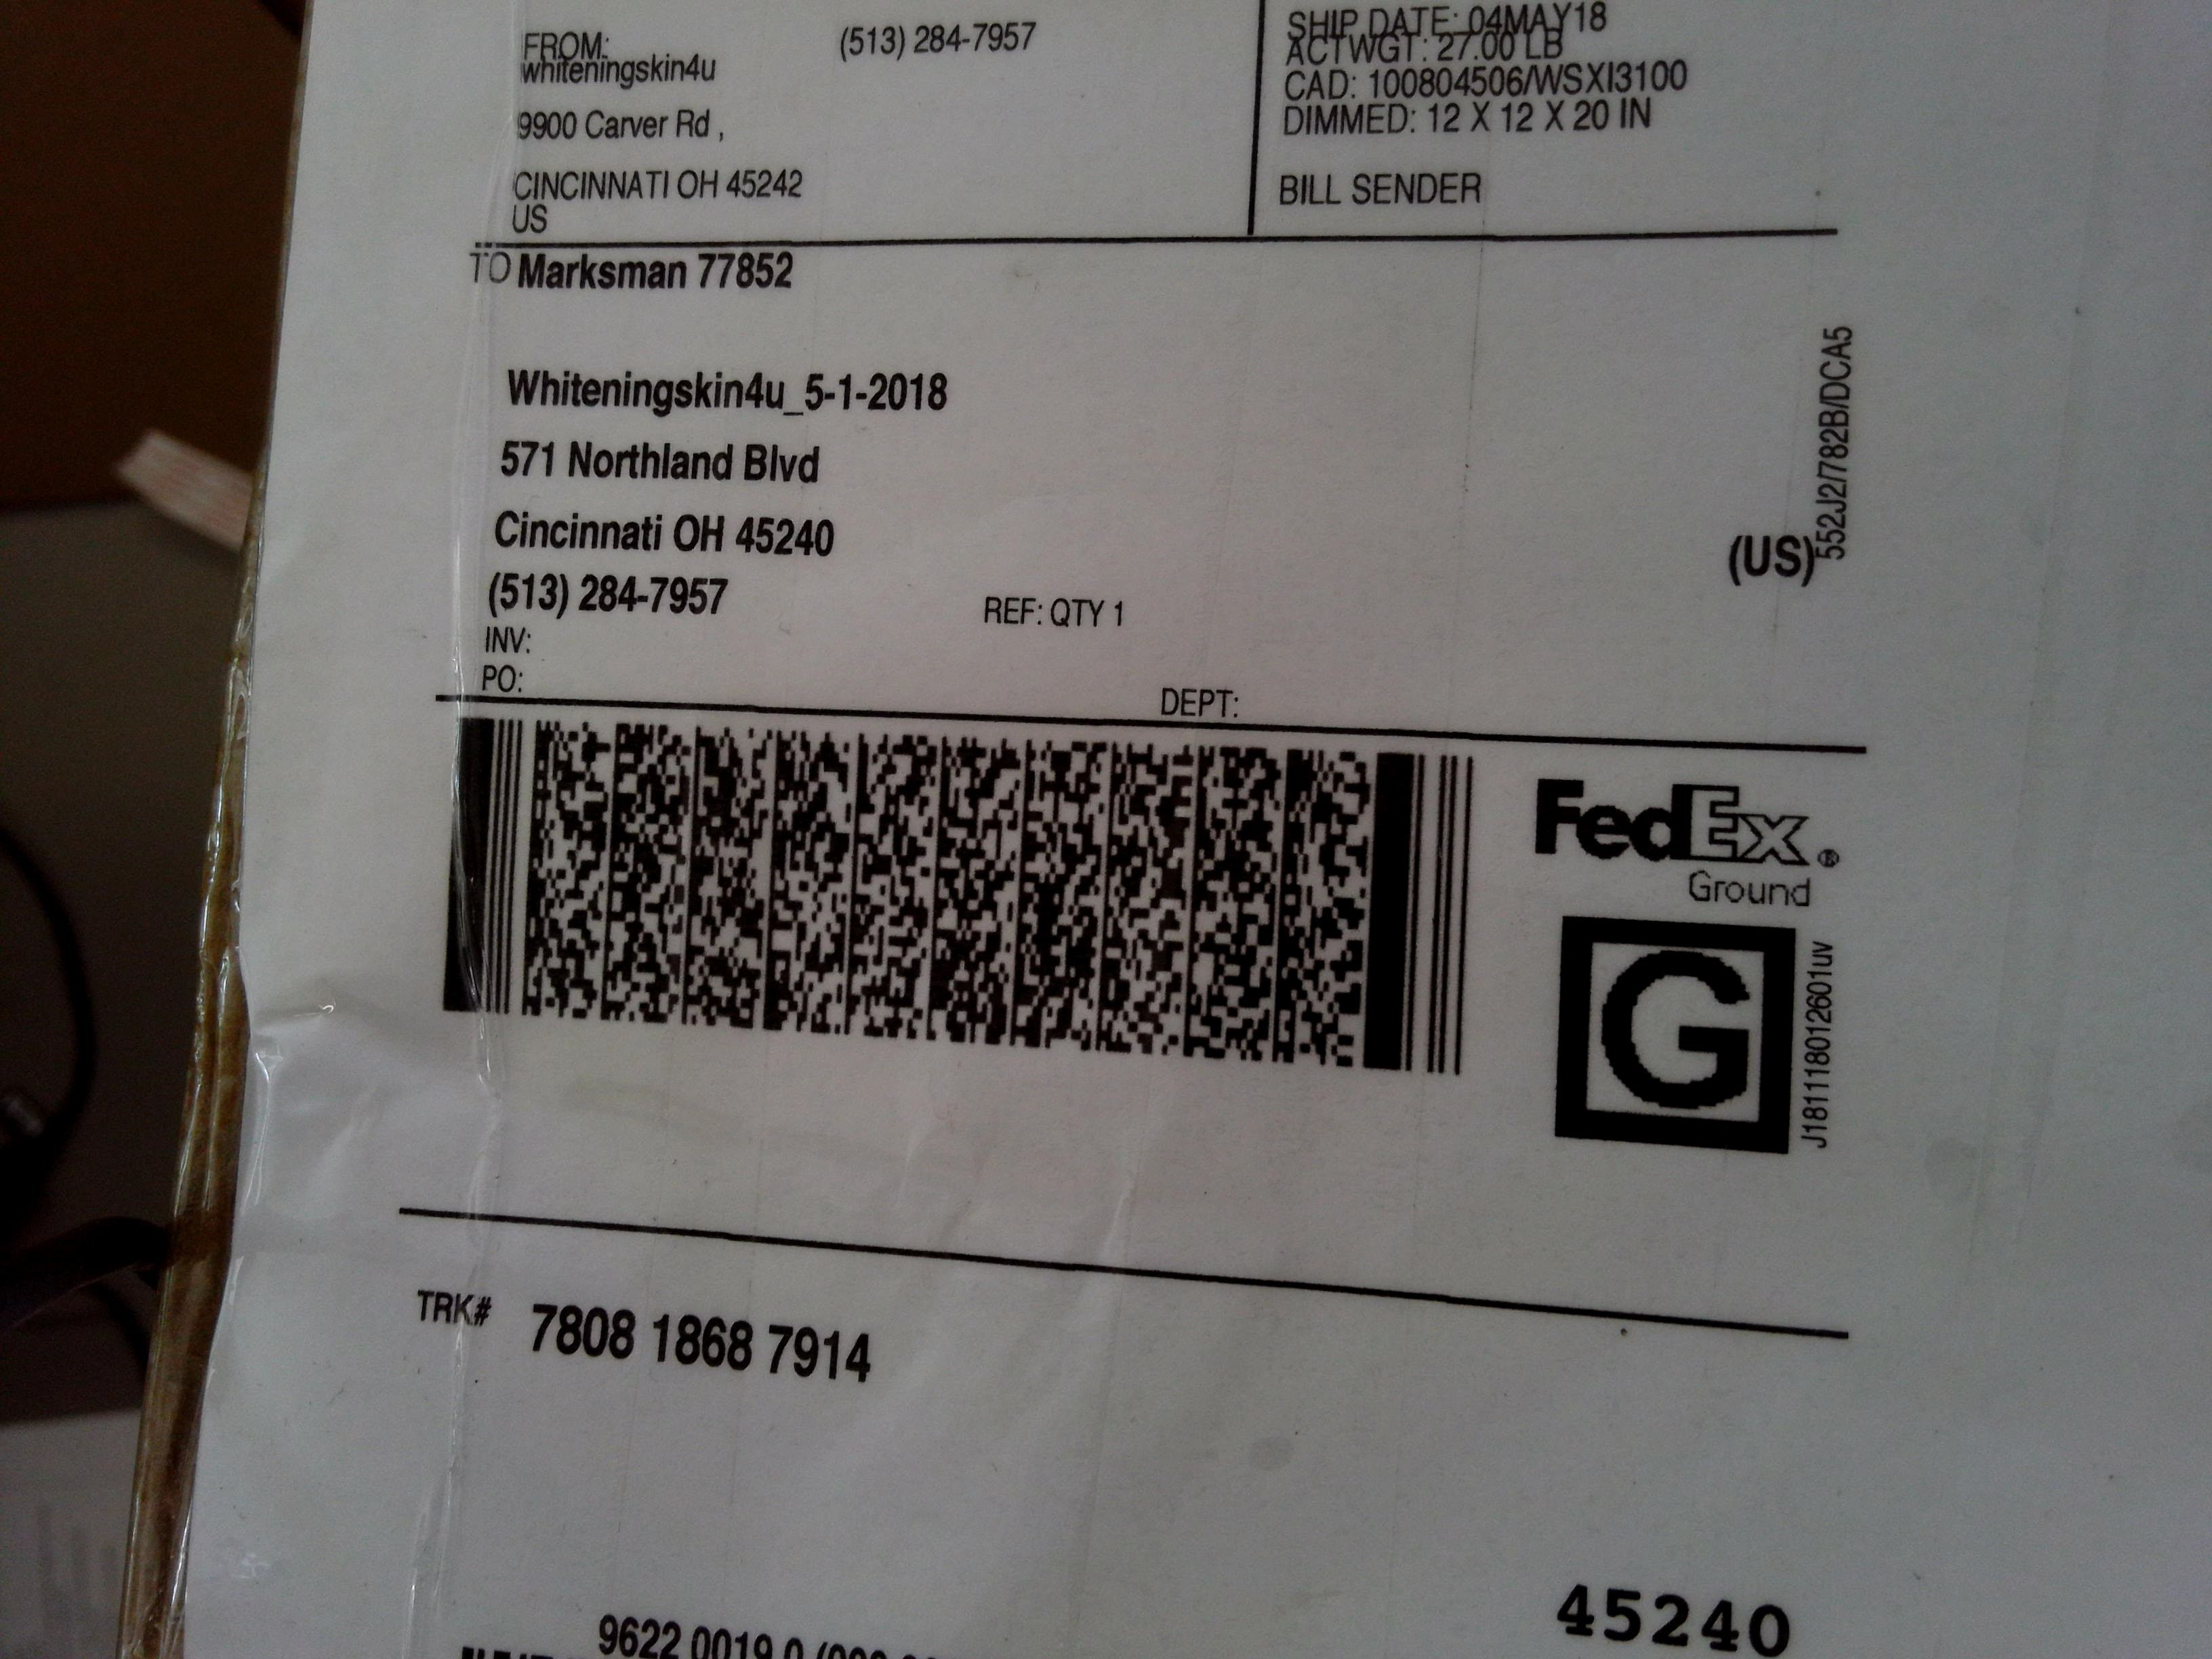 FROM: (513) 284-7957
whiteningskin4u
9900 Carver Rd ,
CINCINNATI OH 45242
US
SHIP DATE: 04MAY18
ACTWGT: 27.00 LB
CAD: 100804506/WSXI3100
DIMMED: 12 X 12 X 20 IN
BILL SENDER
TO Marksman 77852
Whiteningskin4u_5-1-2018
571 Northland Blvd
Cincinnati OH 45240
(US)
(513) 284-7957 REF: QTY 1
INV:
PO: DEPT:
552J2/782B/DCA5
FedEx®
Ground
G
J181118012601uv
TRK# 7808 1868 7914
45240
9622 0019 0